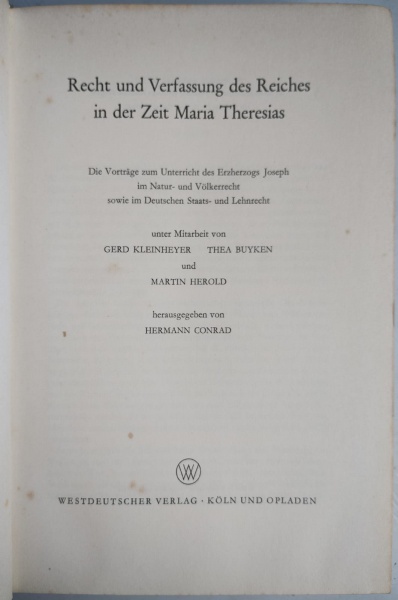 Recht und Verfassung des Reiches
in der Zeit Maria Theresias
Die Vorträge zum Unterricht des Erzherzogs Joseph
im Natur- und Völkerrecht
sowie im Deutschen Staats- und Lehnrecht
unter Mitarbeit von
GERD KLEINHEYER THEA BUYKEN
und
MARTIN HEROLD
herausgegeben von
HERMANN CONRAD
W
WESTDEUTSCHER VERLAG · KÖLN UND OPLADEN